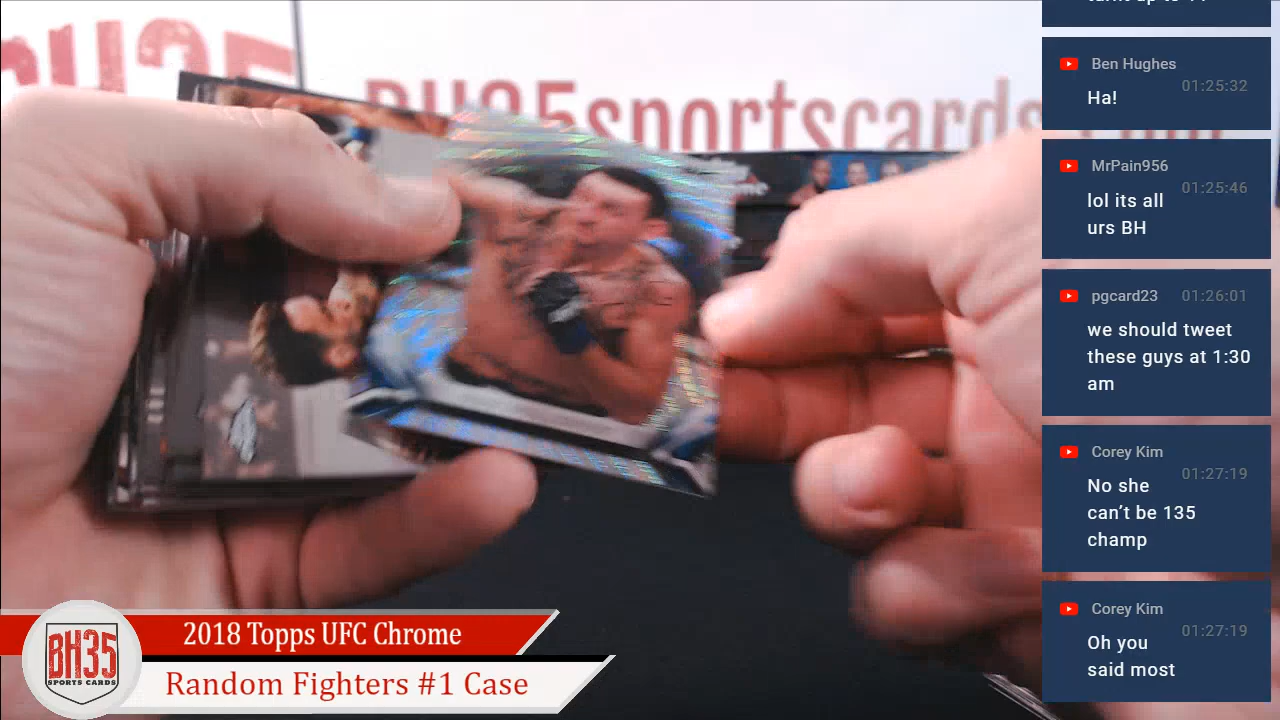 BH35sportscards.com
Ben Hughes
01:25:32
Ha!
MrPain956
01:25:46
lol its all
urs BH
pgcard23 01:26:01
we should tweet
these guys at 1:30
am
Corey Kim
01:27:19
No she
can't be 135
champ
Corey Kim
01:27:19
Oh you
said most
2018 Topps UFC Chrome
Random Fighters #1 Case
BH35
SPORTS CARDS